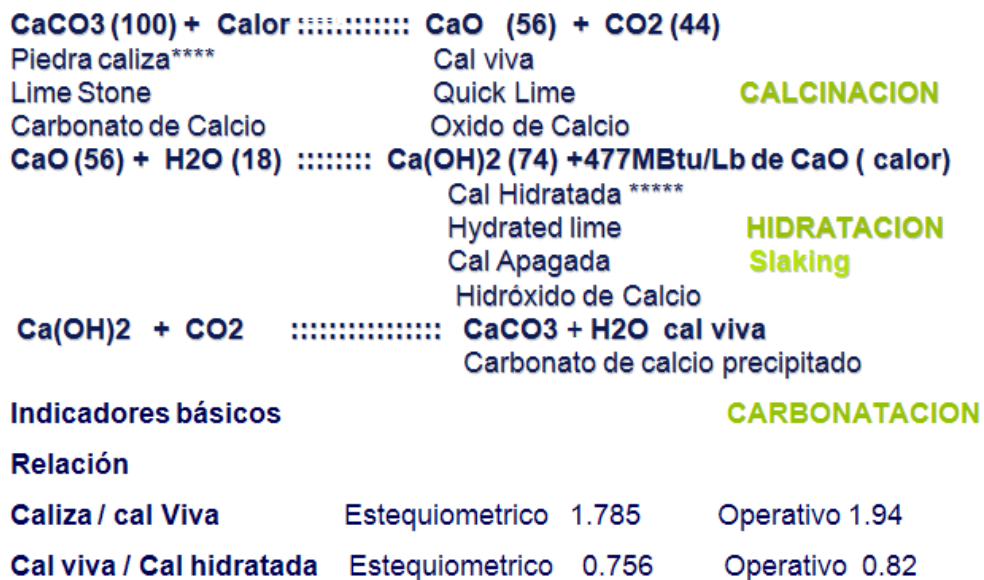 CaCO3 (100) + Calor :::::::::::: CaO (56) + CO2 (44)
Piedra caliza**** Cal viva
Lime Stone Quick Lime CALCINACION
Carbonato de Calcio Oxido de Calcio
CaO (56) + H2O (18) :::::::: Ca(OH)2 (74) +477MBtu/Lb de CaO ( calor)
Cal Hidratada *****
Hydrated lime HIDRATACION
Cal Apagada Slaking
Hidróxido de Calcio
Ca(OH)2 + CO2 :::::::::::::::: CaCO3 + H2O cal viva
Carbonato de calcio precipitado
Indicadores básicos CARBONATACION
Relación
Caliza / cal Viva Estequiometrico 1.785 Operativo 1.94
Cal viva / Cal hidratada Estequiometrico 0.756 Operativo 0.82